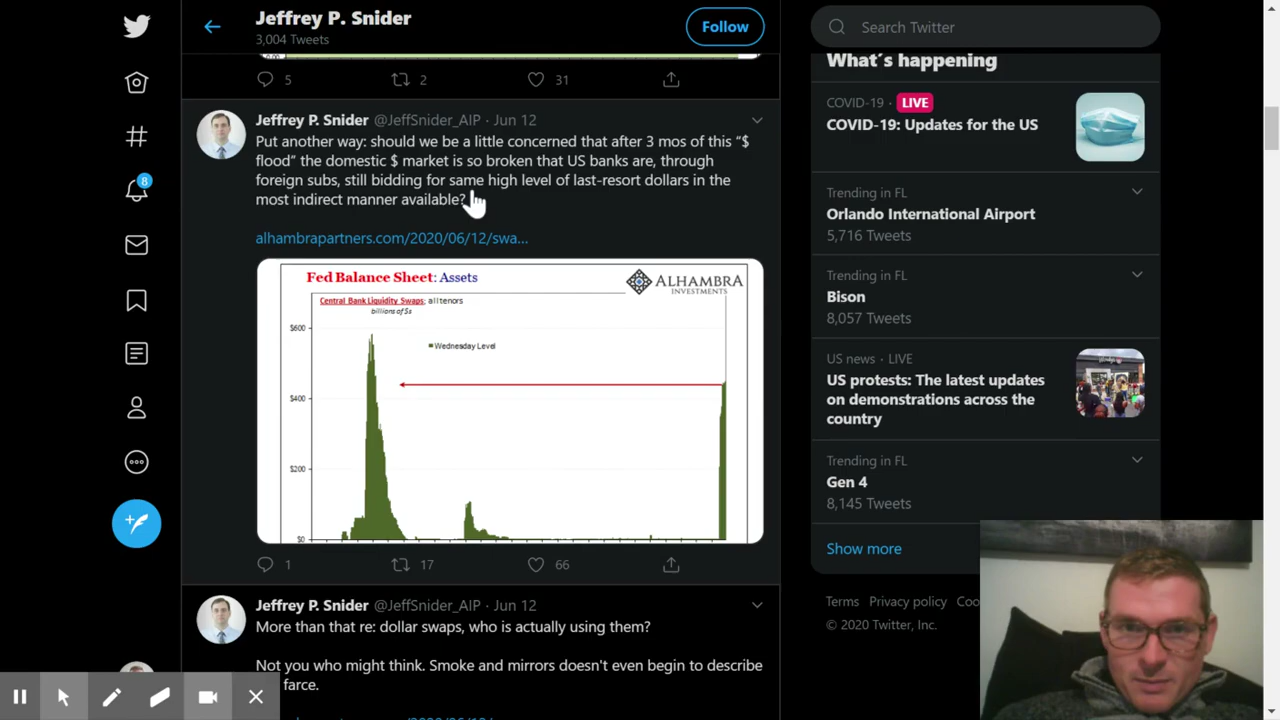 Jeffrey P. Snider
3,004 Tweets
Follow
5
2
31
Jeffrey P. Snider @JeffSnider_AIP · Jun 12
Put another way: should we be a little concerned that after 3 mos of this “$
flood” the domestic $ market is so broken that US banks are, through
foreign subs, still bidding for same high level of last-resort dollars in the
most indirect manner available?
alhambrapartners.com/2020/06/12/swa...
Fed Balance Sheet: Assets
ALHAMBRA
INVESTMENTS
Central Bank Liquidity Swaps; all tenors
billions of $s
Wednesday Level
$600
$400
$200
$0
1
17
66
Jeffrey P. Snider @JeffSnider_AIP · Jun 12
More than that re: dollar swaps, who is actually using them?
Not you who might think. Smoke and mirrors doesn't even begin to describe
farce.
8
Search Twitter
What's happening
COVID-19 · LIVE
COVID-19: Updates for the US
Trending in FL
Orlando International Airport
5,716 Tweets
Trending in FL
Bison
8,057 Tweets
US news · LIVE
US protests: The latest updates
on demonstrations across the
country
Trending in FL
Gen 4
8,145 Tweets
Show more
Terms Privacy policy Coo
© 2020 Twitter, Inc.